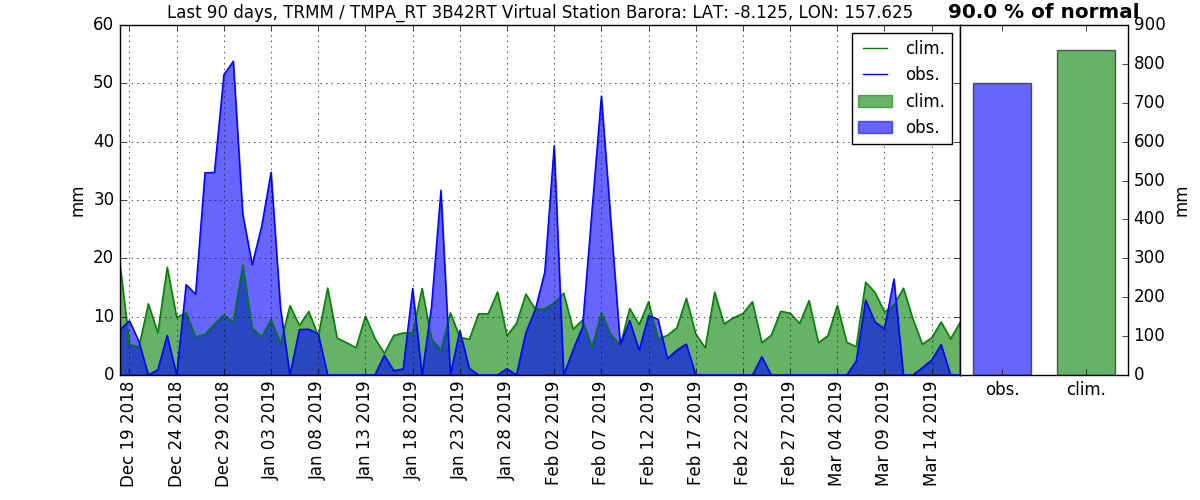 Last 90 days, TRMM / TMPA_RT 3B42RT Virtual Station Barora: LAT: -8.125, LON: 157.625
90.0 % of normal
mm
60
50
40
30
20
10
0
clim.
obs.
clim.
obs.
Dec 19 2018
Dec 24 2018
Dec 29 2018
Jan 03 2019
Jan 08 2019
Jan 13 2019
Jan 18 2019
Jan 23 2019
Jan 28 2019
Feb 02 2019
Feb 07 2019
Feb 12 2019
Feb 17 2019
Feb 22 2019
Feb 27 2019
Mar 04 2019
Mar 09 2019
Mar 14 2019
900
800
700
600
500
400
300
200
100
0
mm
obs.
clim.